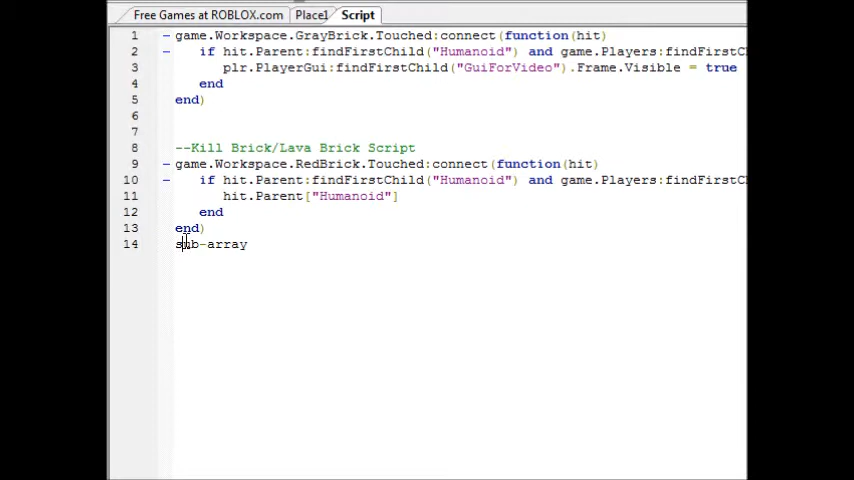 Free Games at ROBLOX.com Place1 Script
1 game.Workspace.GrayBrick.Touched:connect(function(hit)
2 if hit.Parent:findFirstChild("Humanoid") and game.Players:findFirstC
3 plr.PlayerGui:findFirstChild("GuiForVideo").Frame.Visible = true
4 end
5 end)
6
7
8 --Kill Brick/Lava Brick Script
9 game.Workspace.RedBrick.Touched:connect(function(hit)
10 if hit.Parent:findFirstChild("Humanoid") and game.Players:findFirstC
11 hit.Parent["Humanoid"]
12 end
13 end)
14 sub-array